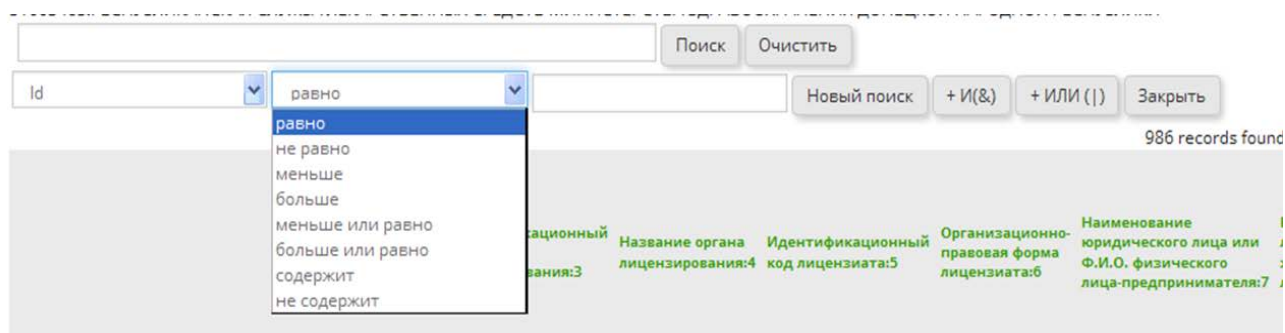 Поиск
Очистить
Id
равно
Новый поиск
+ И(&)
+ ИЛИ (|)
Закрыть
равно
не равно
меньше
больше
меньше или равно
больше или равно
содержит
не содержит
986 records found
Название органа
лицензирования:4
Идентификационный
код лицензиата:5
Организационно-
правовая форма
лицензиата:6
Наименование
юридического лица или
Ф.И.О. физического
лица-предпринимателя:7